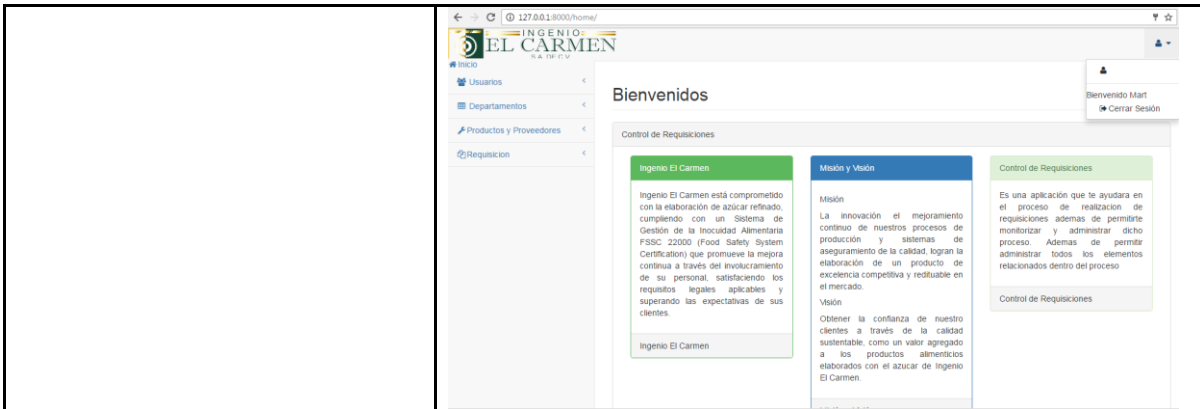 127.0.0.1:8000/home/
INGENIO
EL CARMEN
S.A. DE C.V.
Inicio
Usuarios
Departamentos
Productos y Proveedores
Requisicion
Bienvenido Mart
Cerrar Sesión
Bienvenidos
Control de Requisiciones
Ingenio El Carmen
Ingenio El Carmen está comprometido
con la elaboración de azúcar refinado,
cumpliendo con un Sistema de
Gestión de la Inocuidad Alimentaria
FSSC 22000 (Food Safety System
Certification) que promueve la mejora
continua a través del involucramiento
de su personal, satisfaciendo los
requisitos legales aplicables y
superando las expectativas de sus
clientes.
Ingenio El Carmen
Misión y Visión
Misión
La innovación el mejoramiento
continuo de nuestros procesos de
producción y sistemas de
aseguramiento de la calidad, logran la
elaboración de un producto de
excelencia competitiva y redituable en
el mercado.
Visión
Obtener la confianza de nuestro
clientes a través de la calidad
sustentable, como un valor agregado
a los productos alimenticios
elaborados con el azucar de Ingenio
El Carmen.
Control de Requisiciones
Es una aplicación que te ayudara en
el proceso de realizacion de
requisiciones ademas de permitirte
monitorizar y administrar dicho
proceso. Ademas de permitir
administrar todos los elementos
relacionados dentro del proceso
Control de Requisiciones